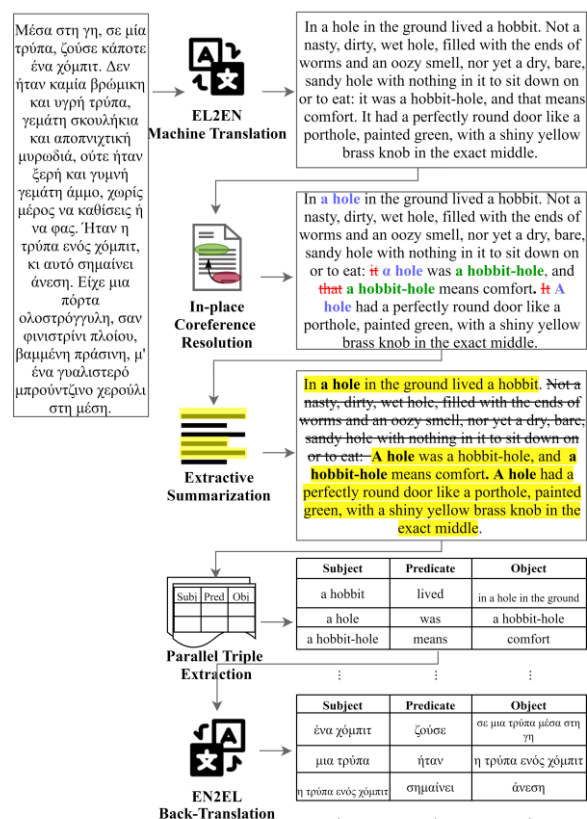 Μέσα στη γη, σε μία
τρύπα, ζούσε κάποτε
ένα χόμπιτ. Δεν
ήταν καμία βρώμικη
και υγρή τρύπα,
γεμάτη σκουλήκια
και αποπνιχτική
μυρωδιά, ούτε ήταν
ξερή και γυμνή
γεμάτη άμμο, χωρίς
μέρος να καθίσεις ή
να φας. Ήταν η
τρύπα ενός χόμπιτ,
κι αυτό σημαίνει
άνεση. Είχε μια
πόρτα
ολοστρόγγυλη, σαν
φινιστρίνι πλοίου,
βαμμένη πράσινη, μ'
ένα γυαλιστερό
μπρούντζινο χερούλι
στη μέση.
EL2EN
Machine Translation
In a hole in the ground lived a hobbit. Not a
nasty, dirty, wet hole, filled with the ends of
worms and an oozy smell, nor yet a dry, bare,
sandy hole with nothing in it to sit down on
or to eat: it was a hobbit-hole, and that means
comfort. It had a perfectly round door like a
porthole, painted green, with a shiny yellow
brass knob in the exact middle.
In-place
Coreference
Resolution
In a hole in the ground lived a hobbit. Not a
nasty, dirty, wet hole, filled with the ends of
worms and an oozy smell, nor yet a dry, bare,
sandy hole with nothing in it to sit down on
or to eat: it α hole was a hobbit-hole, and
that a hobbit-hole means comfort. It A
hole had a perfectly round door like a
porthole, painted green, with a shiny yellow
brass knob in the exact middle.
Extractive
Summarization
In a hole in the ground lived a hobbit. Not a
nasty, dirty, wet hole, filled with the ends of
worms and an oozy smell, nor yet a dry, bare,
sandy hole with nothing in it to sit down on
or to eat: A hole was a hobbit-hole, and a
hobbit-hole means comfort. A hole had a
perfectly round door like a porthole, painted
green, with a shiny yellow brass knob in the
exact middle.
Subj Pred Obj
Parallel Triple
Extraction
Subject Predicate Object
a hobbit lived in a hole in the ground
a hole was a hobbit-hole
a hobbit-hole means comfort
⋮ ⋮ ⋮
EN2EL
Back-Translation
Subject Predicate Object
ένα χόμπιτ ζούσε σε μια τρύπα μέσα στη
γη
μια τρύπα ήταν η τρύπα ενός χόμπιτ
η τρύπα ενός χόμπιτ σημαίνει άνεση